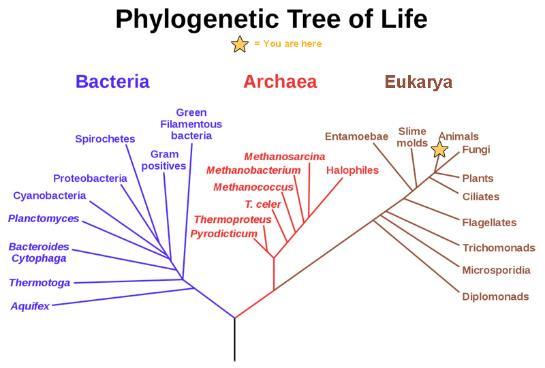 Phylogenetic Tree of Life
= You are here
Bacteria
Archaea
Eukarya
Green
Filamentous
bacteria
Spirochetes
Gram
positives
Proteobacteria
Cyanobacteria
Planctomyces
Bacteroides
Cytophaga
Thermotoga
Aquifex
Methanosarcina
Methanobacterium
Halophiles
Methanococcus
T. celer
Thermoproteus
Pyrodicticum
Entamoebae
Slime
molds
Animals
Fungi
Plants
Ciliates
Flagellates
Trichomonads
Microsporidia
Diplomonads